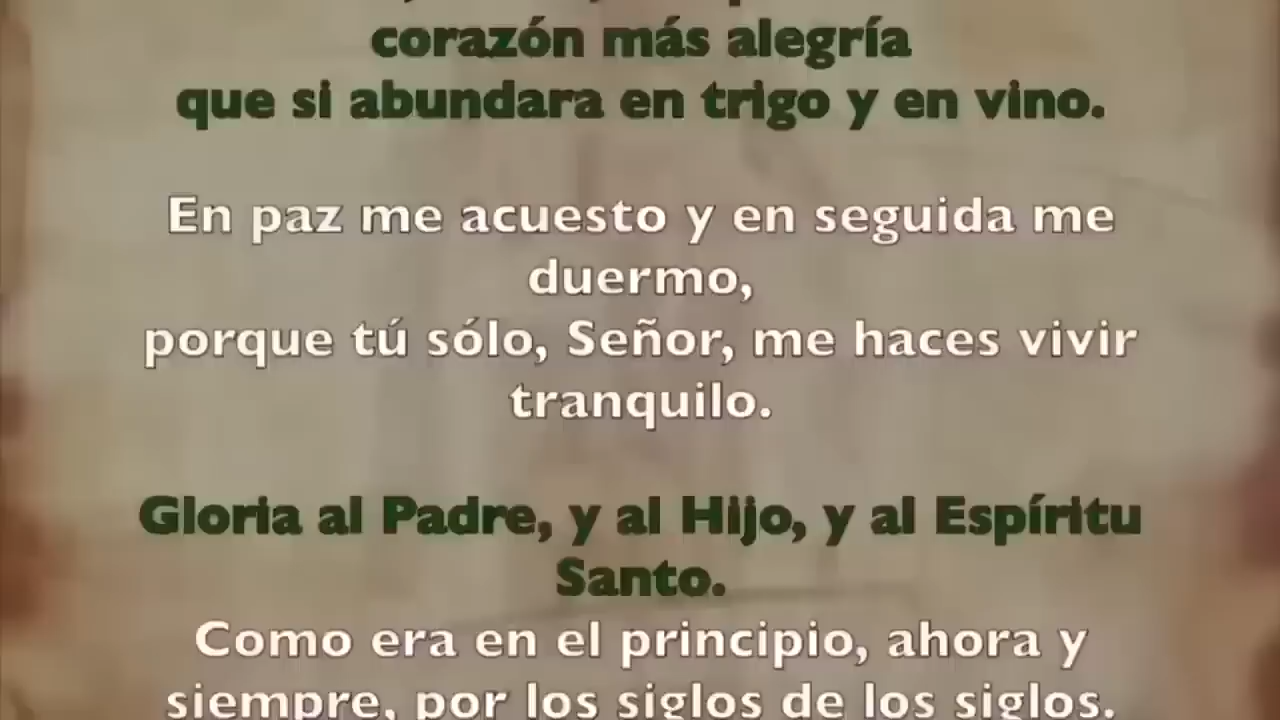 corazón más alegría
que si abundara en trigo y en vino.
En paz me acuesto y en seguida me
duermo,
porque tú sólo, Señor, me haces vivir
tranquilo.
Gloria al Padre, y al Hijo, y al Espíritu
Santo.
Como era en el principio, ahora y
siempre, por los siglos de los siglos.